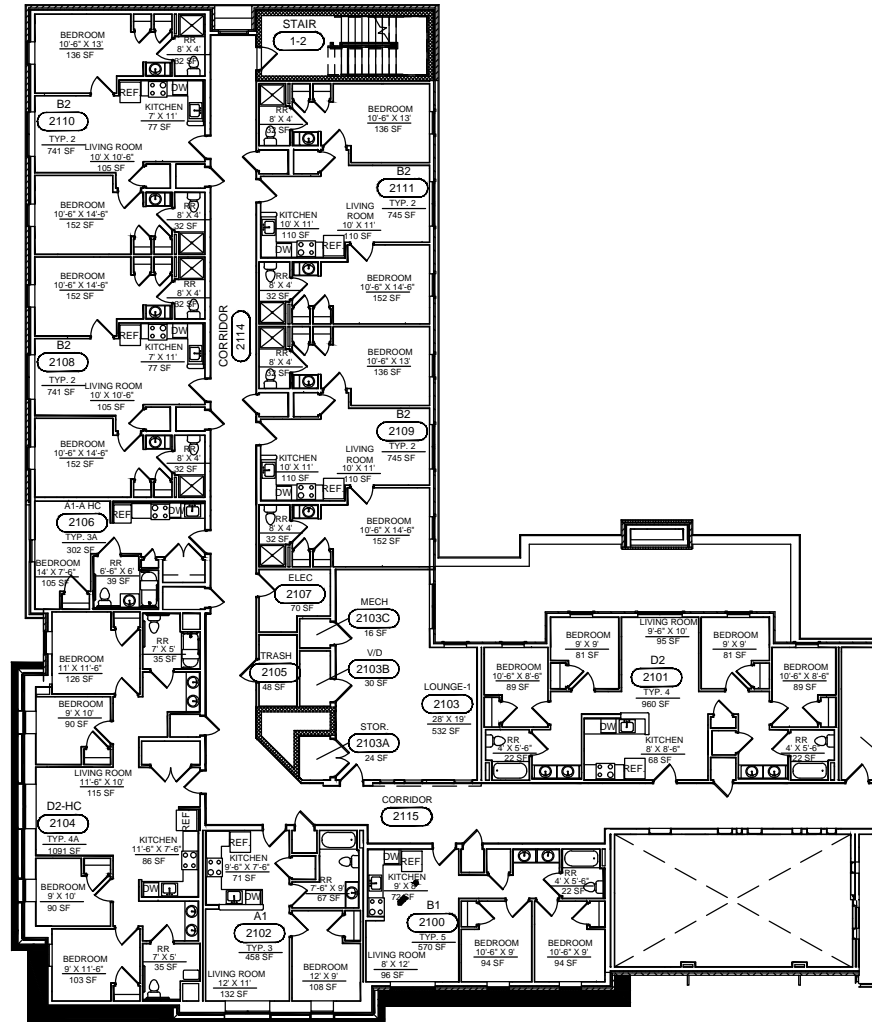 STAIR
1-2
BEDROOM
10'-6" X 13'
136 SF
RR
8' X 4'
32 SF
REF.
DW
KITCHEN
7' X 11'
77 SF
B2
2110
TYP. 2
741 SF
LIVING ROOM
10' X 10'-6"
105 SF
BEDROOM
10'-6" X 14'-6"
152 SF
RR
8' X 4'
32 SF
RR
8' X 4'
32 SF
BEDROOM
10'-6" X 13'
136 SF
B2
2111
TYP. 2
745 SF
KITCHEN
10' X 11'
110 SF
LIVING
ROOM
10' X 11'
110 SF
DW
REF.
RR
8' X 4'
32 SF
BEDROOM
10'-6" X 14'-6"
152 SF
CORRIDOR
2114
BEDROOM
10'-6" X 14'-6"
152 SF
RR
8' X 4'
32 SF
REF.
DW
KITCHEN
7' X 11'
77 SF
B2
2108
TYP. 2
741 SF
LIVING ROOM
10' X 10'-6"
105 SF
BEDROOM
10'-6" X 14'-6"
152 SF
RR
8' X 4'
32 SF
RR
8' X 4'
32 SF
BEDROOM
10'-6" X 13'
136 SF
B2
2109
TYP. 2
745 SF
KITCHEN
10' X 11'
110 SF
LIVING
ROOM
10' X 11'
110 SF
DW
REF.
RR
8' X 4'
32 SF
BEDROOM
10'-6" X 14'-6"
152 SF
A1-A HC
2106
TYP. 3A
302 SF
REF.
DW
BEDROOM
14' X 7'-6"
105 SF
RR
6'-6" X 6'
39 SF
ELEC
2107
70 SF
MECH
2103C
16 SF
V/D
2103B
30 SF
TRASH
2105
48 SF
LOUNGE-1
2103
28' X 19'
532 SF
STOR.
2103A
24 SF
BEDROOM
11' X 11'-6"
126 SF
RR
7' X 5'
35 SF
BEDROOM
9' X 10'
90 SF
LIVING ROOM
11'-6" X 10'
115 SF
D2-HC
2104
TYP. 4A
1091 SF
REF
KITCHEN
11'-6" X 7'-6"
86 SF
DW
BEDROOM
9' X 10'
90 SF
BEDROOM
9' X 11'-6"
103 SF
RR
7' X 5'
35 SF
BEDROOM
10'-6" X 8'-6"
89 SF
BEDROOM
9' X 9'
81 SF
LIVING ROOM
9'-6" X 10'
95 SF
D2
2101
TYP. 4
960 SF
BEDROOM
9' X 9'
81 SF
BEDROOM
10'-6" X 8'-6"
89 SF
RR
4' X 5'-6"
22 SF
DW
KITCHEN
8' X 8'-6"
68 SF
REF.
RR
4' X 5'-6"
22 SF
CORRIDOR
2115
REF.
KITCHEN
9'-6" X 7'-6"
71 SF
DW
RR
7'-6" X 9'
67 SF
A1
2102
TYP. 3
458 SF
LIVING ROOM
12' X 11'
132 SF
BEDROOM
12' X 9'
108 SF
DW
REF.
KITCHEN
9' X 8'
72 SF
B1
2100
TYP. 5
570 SF
LIVING ROOM
8' X 12'
96 SF
RR
4' X 5'-6"
22 SF
BEDROOM
10'-6" X 9'
94 SF
BEDROOM
10'-6" X 9'
94 SF